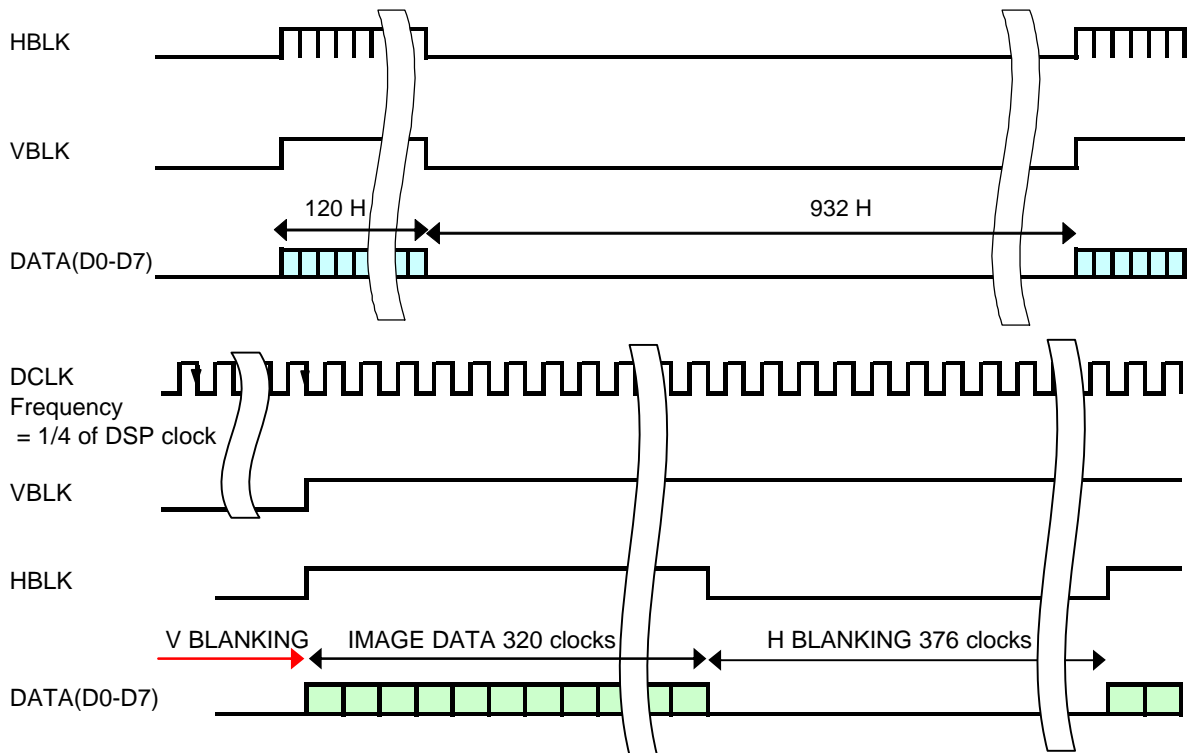 HBLK
VBLK
120 H
932 H
DATA(D0-D7)
DCLK
Frequency
= 1/4 of DSP clock
VBLK
HBLK
V BLANKING
IMAGE DATA 320 clocks
H BLANKING 376 clocks
DATA(D0-D7)